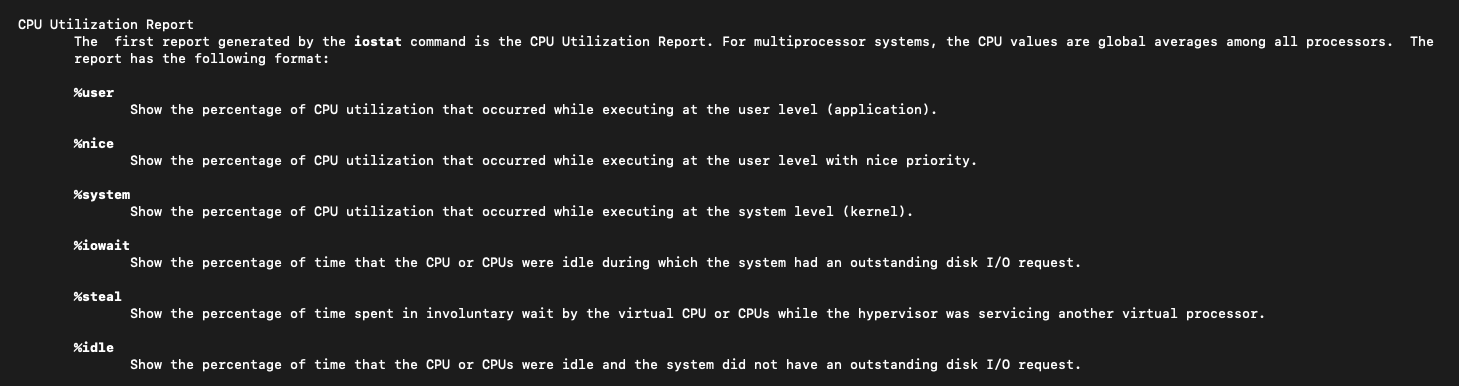 CPU Utilization Report
The  first report generated by the iostat command is the CPU Utilization Report. For multiprocessor systems, the CPU values are global averages among all processors.  The
report has the following format:
%user
Show the percentage of CPU utilization that occurred while executing at the user level (application).
%nice
Show the percentage of CPU utilization that occurred while executing at the user level with nice priority.
%system
Show the percentage of CPU utilization that occurred while executing at the system level (kernel).
%iowait
Show the percentage of time that the CPU or CPUs were idle during which the system had an outstanding disk I/O request.
%steal
Show the percentage of time spent in involuntary wait by the virtual CPU or CPUs while the hypervisor was servicing another virtual processor.
%idle
Show the percentage of time that the CPU or CPUs were idle and the system did not have an outstanding disk I/O request.